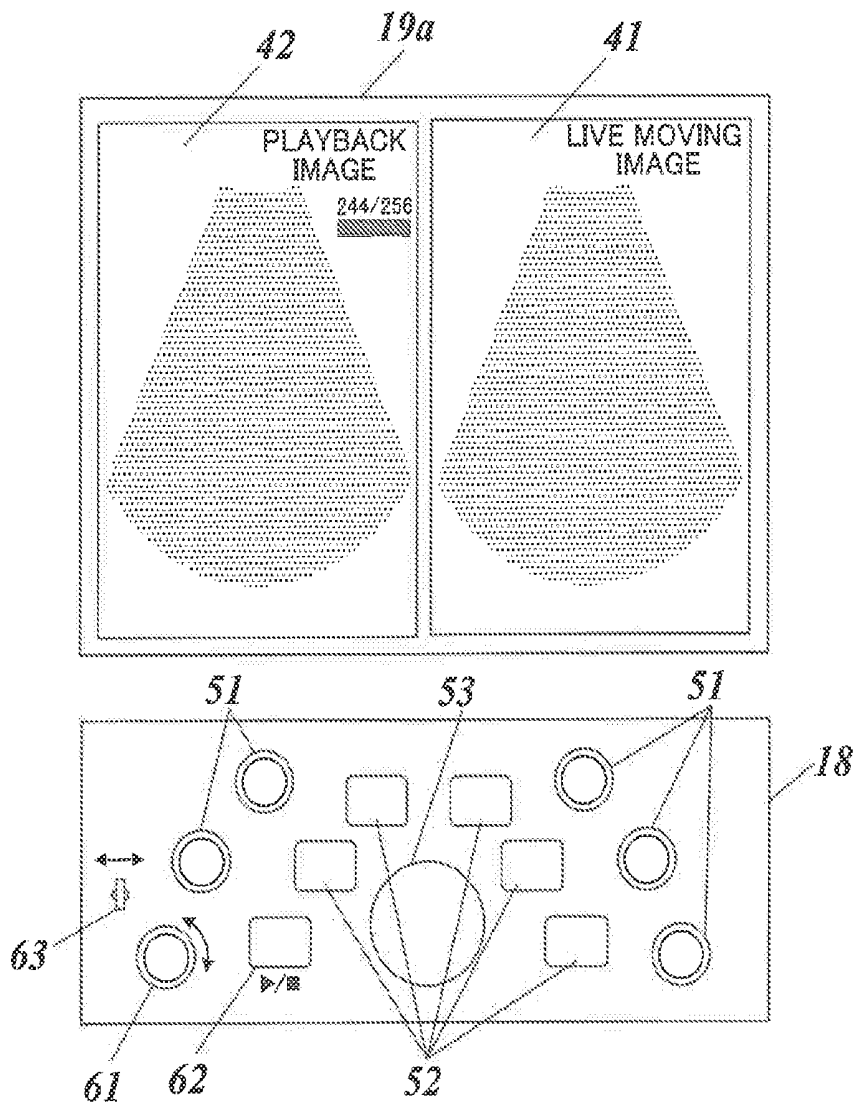 19a
42
41
PLAYBACK
IMAGE
LIVE MOVING
IMAGE
244/256
51
53
51
18
63
▶/■
61
62
52